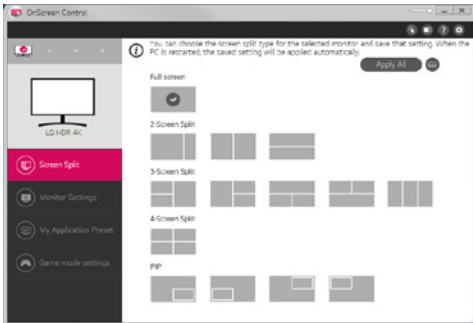 OnScreen Control
You can choose the screen split type for the selected monitor and save that setting. When the
PC is restarted, the saved setting will be applied automatically.
Apply All
Full screen
LG HDR 4K
2-Screen Split
Screen Split
3-Screen Split
Monitor Settings
My Application Preset
4-Screen Split
Game mode settings
PIP